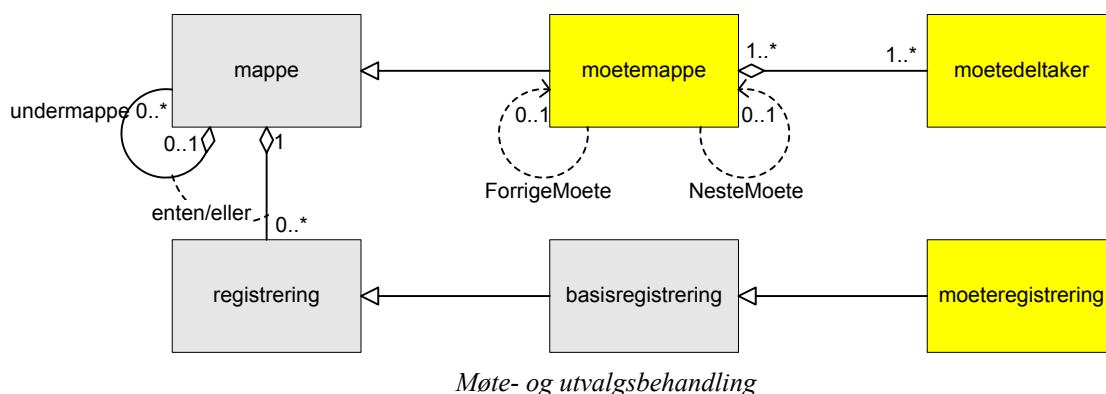 mappe
moetemappe
1..*
1..*
moetedeltaker
undermappe 0..*
0..1
1
0..1
0..1
ForrigeMoete
NesteMoete
enten/eller
0..*
registrering
basisregistrering
moeteregistrering
Møte- og utvalgsbehandling